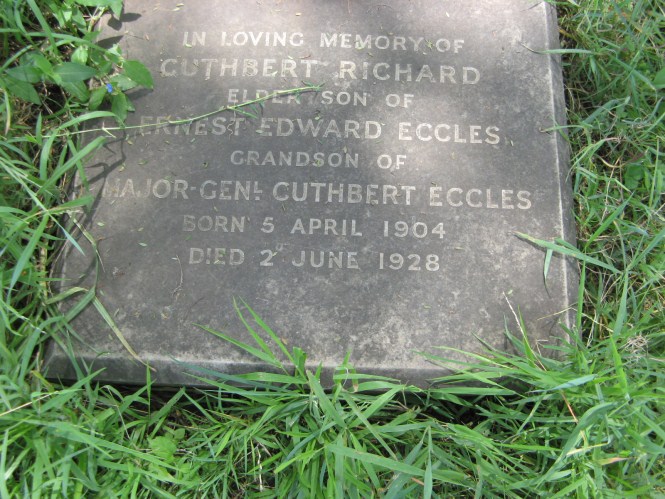 IN LOVING MEMORY OF
CUTHBERT RICHARD
ELDER SON OF
ERNEST EDWARD ECCLES
GRANDSON OF
MAJOR-GENL CUTHBERT ECCLES
BORN 5 APRIL 1904
DIED 2 JUNE 1928